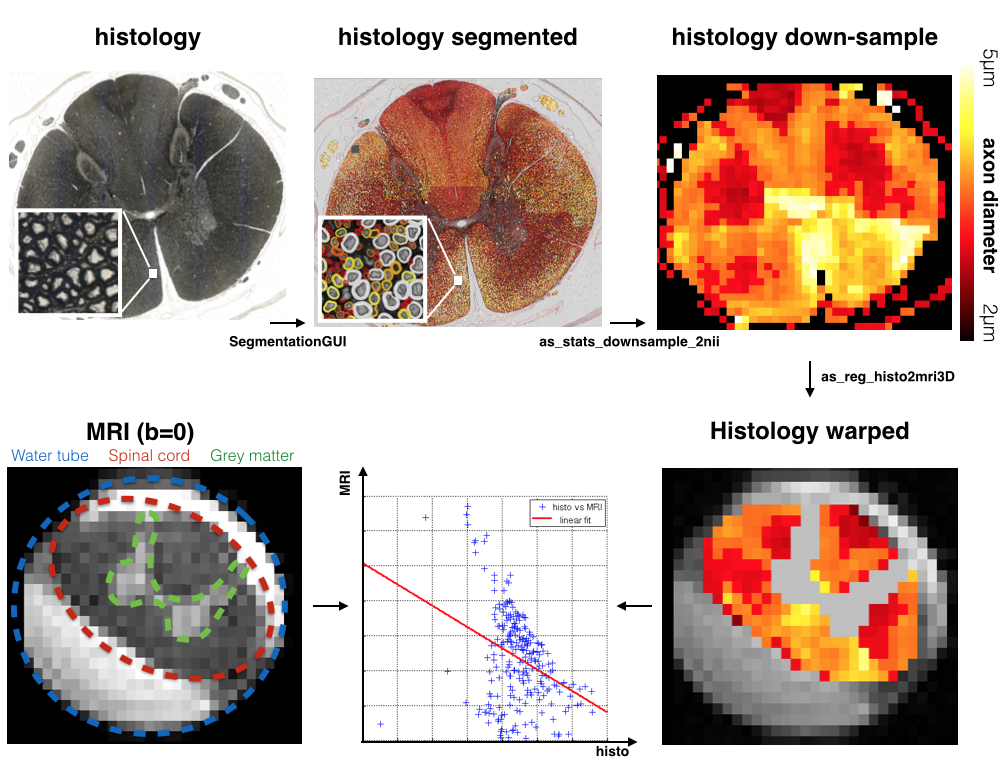 histology
histology segmented
histology down-sample
5μm
axon diameter
2μm
SegmentationGUI
as_stats_downsample_2nii
as_reg_histo2mri3D
MRI (b=0)
Water tube Spinal cord Grey matter
MRI
histo vs MRI
linear fit
histo
Histology warped